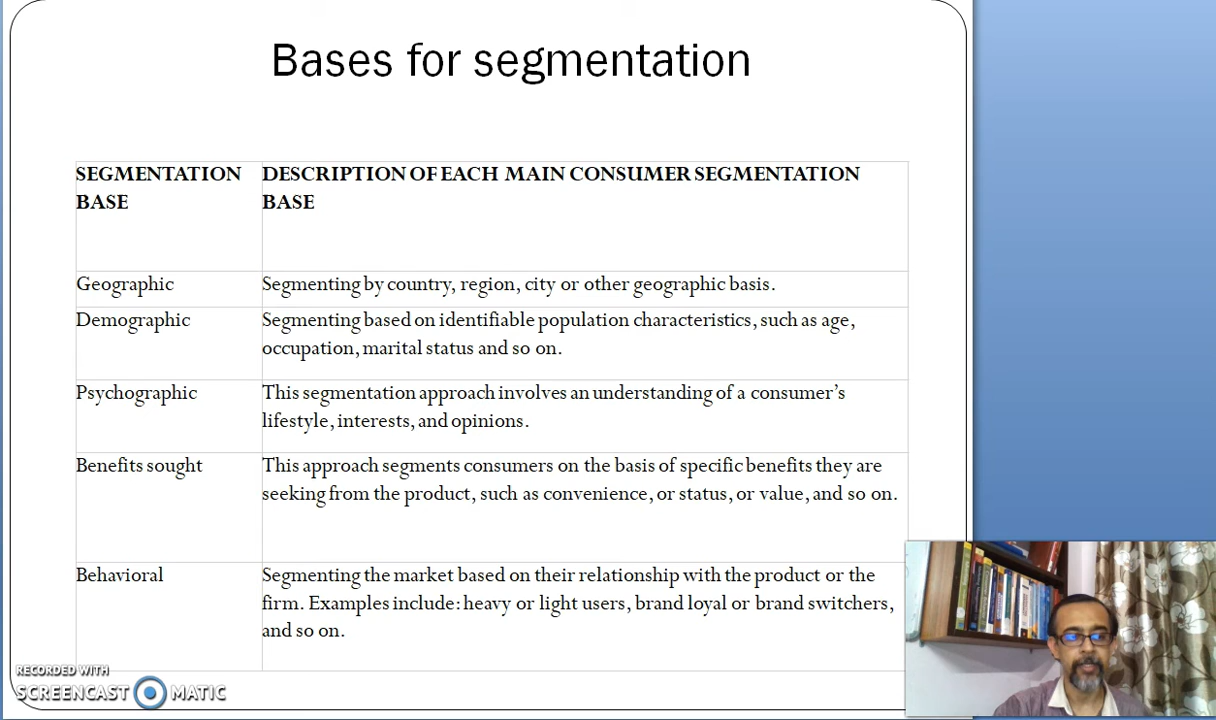 Bases for segmentation
SEGMENTATION
BASE
DESCRIPTION OF EACH MAIN CONSUMER SEGMENTATION
BASE
Geographic
Segmenting by country, region, city or other geographic basis.
Demographic
Segmenting based on identifiable population characteristics, such as age,
occupation, marital status and so on.
Psychographic
This segmentation approach involves an understanding of a consumer’s
lifestyle, interests, and opinions.
Benefits sought
This approach segments consumers on the basis of specific benefits they are
seeking from the product, such as convenience, or status, or value, and so on.
Behavioral
Segmenting the market based on their relationship with the product or the
firm. Examples include: heavy or light users, brand loyal or brand switchers,
and so on.
RECORDED WITH
SCREENCAST MATIC